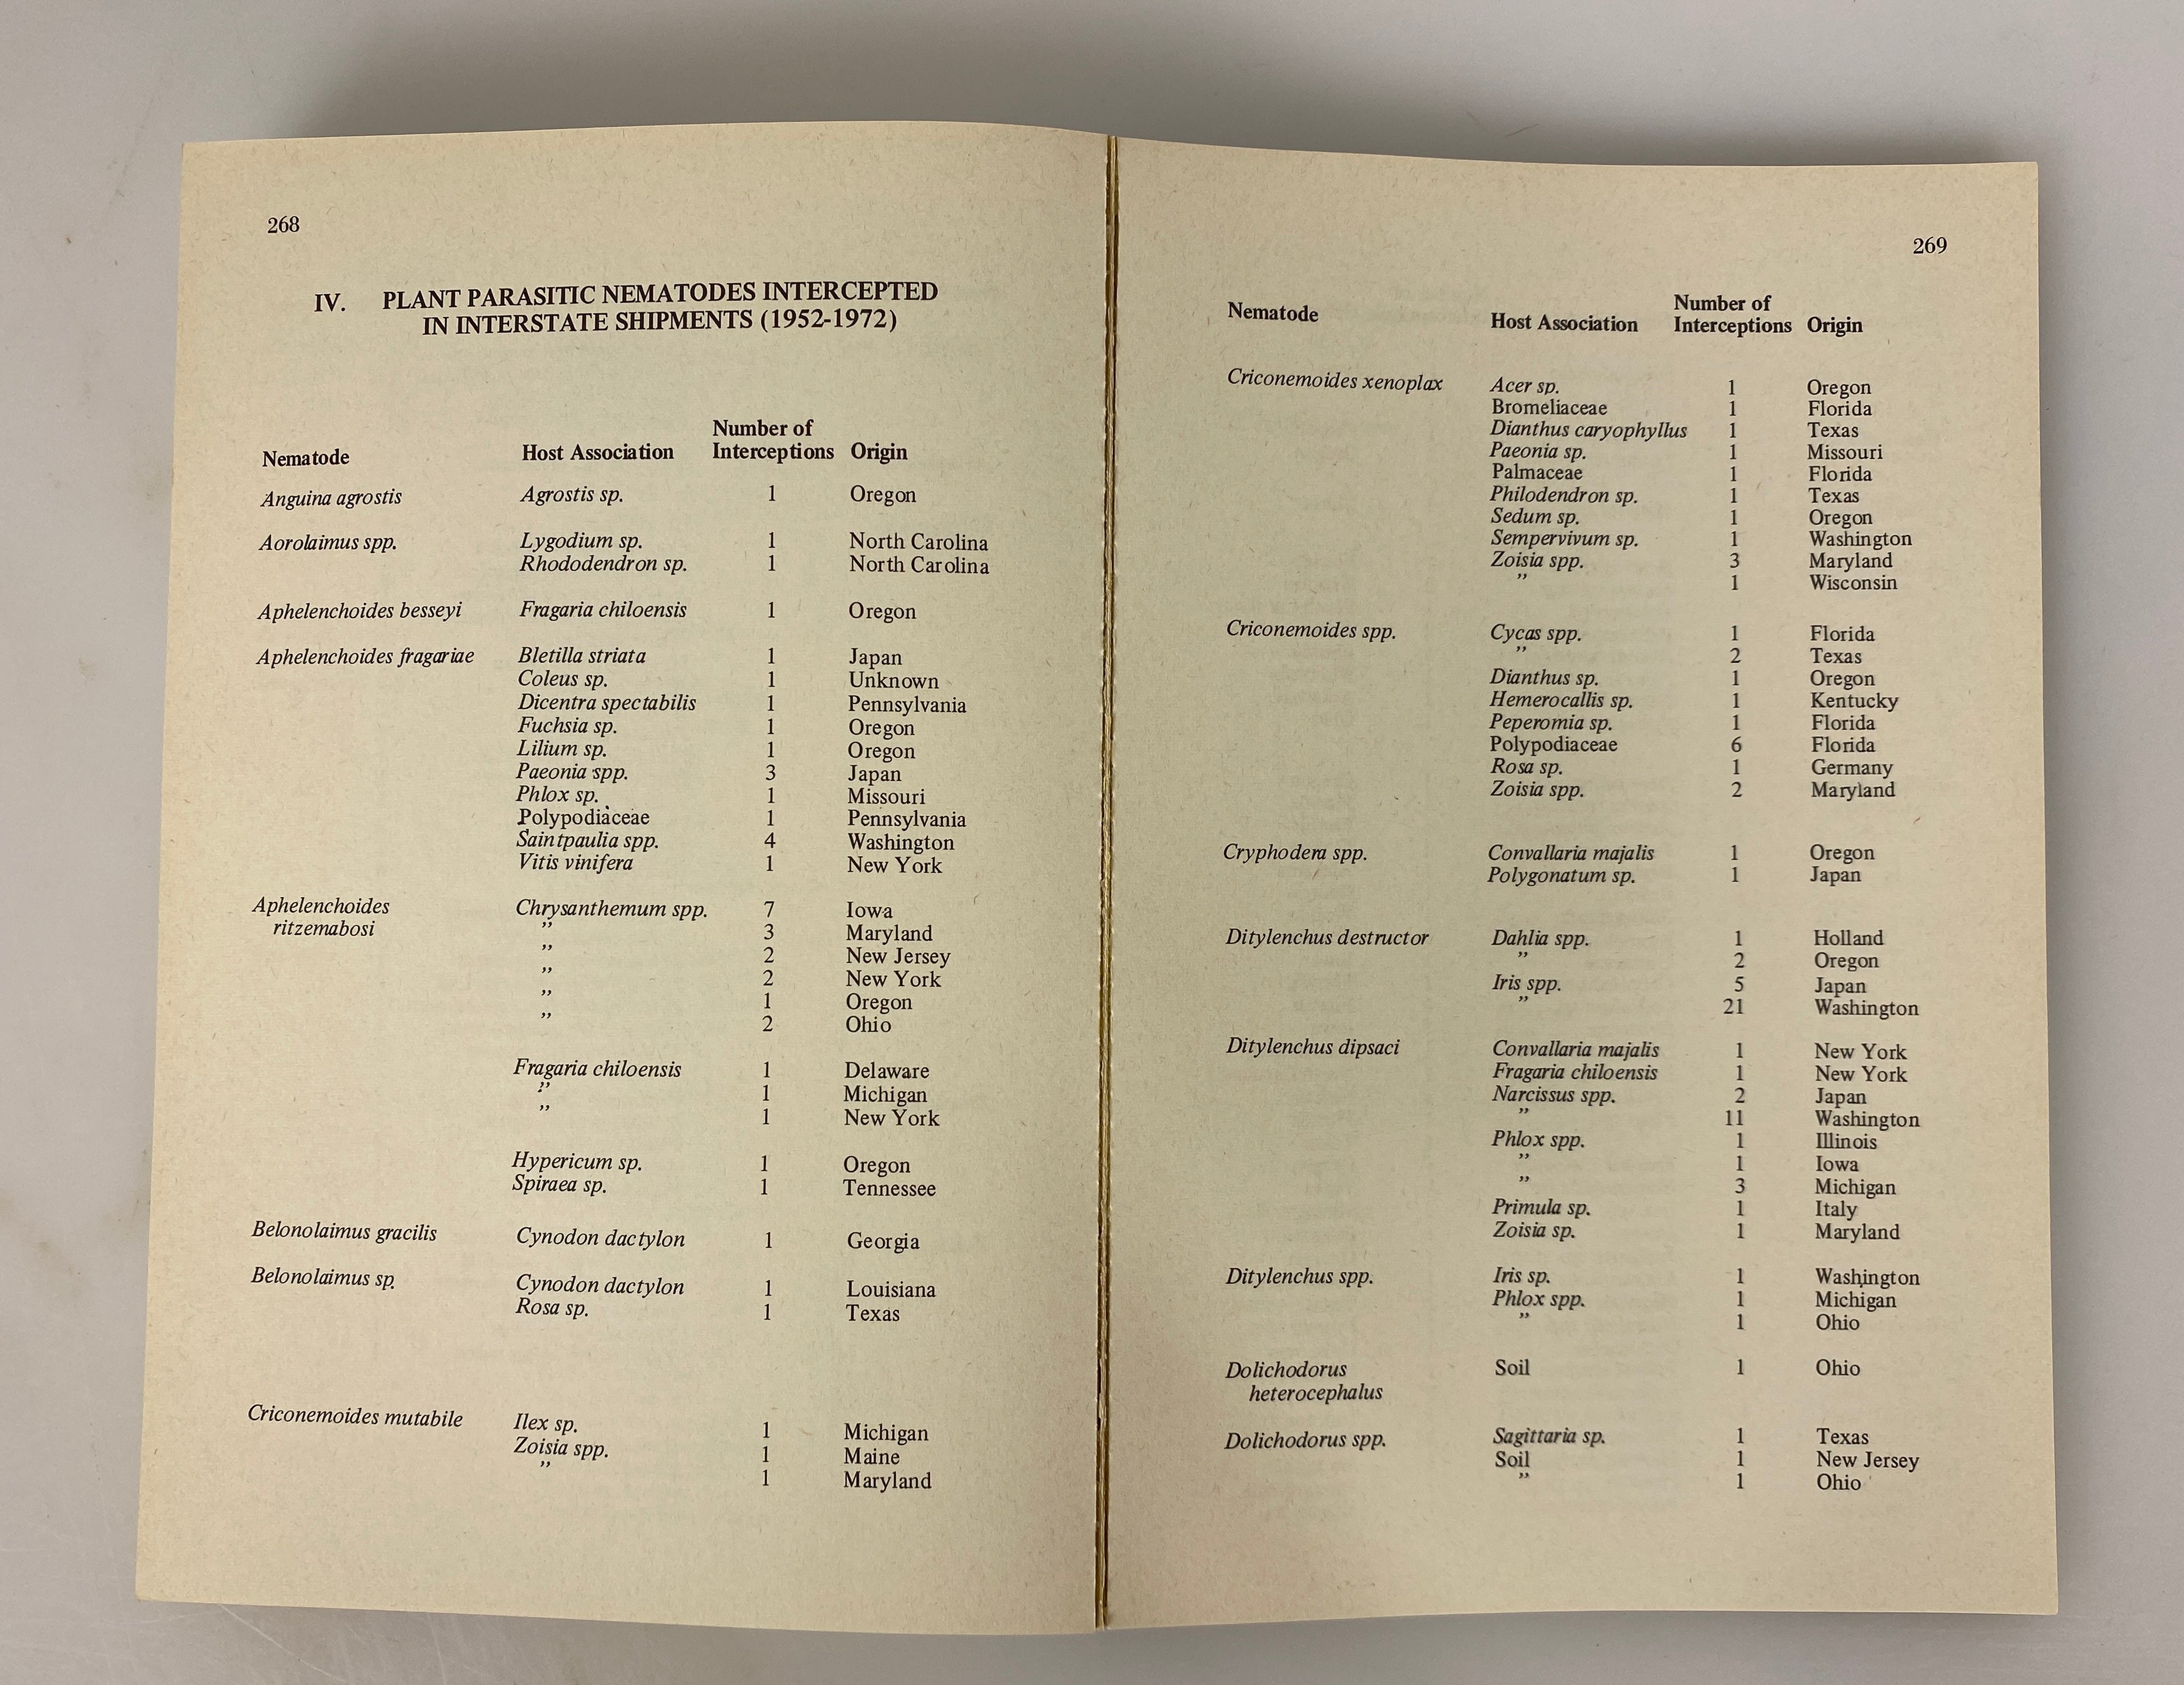 268
IV. PLANT PARASITIC NEMATODES INTERCEPTED
IN INTERSTATE SHIPMENTS (1952-1972)
Number of
Nematode Host Association Interceptions Origin
Anguina agrostis Agrostis sp. 1 Oregon
Aorolaimus spp. Lygodium sp. 1 North Carolina
Rhododendron sp. 1 North Carolina
Aphelenchoides besseyi Fragaria chiloensis 1 Oregon
Aphelenchoides fragariae Bletilla striata 1 Japan
Coleus sp. 1 Unknown
Dicentra spectabilis 1 Pennsylvania
Fuchsia sp. 1 Oregon
Lilium sp. 1 Oregon
Paeonia spp. 3 Japan
Phlox sp. 1 Missouri
Polypodiaceae 1 Pennsylvania
Saintpaulia spp. 4 Washington
Vitis vinifera 1 New York
Aphelenchoides Chrysanthemum spp. 7 Iowa
ritzemabosi ,, 3 Maryland
,, 2 New Jersey
,, 2 New York
,, 1 Oregon
,, 2 Ohio
Fragaria chiloensis 1 Delaware
,, 1 Michigan
,, 1 New York
Hypericum sp. 1 Oregon
Spiraea sp. 1 Tennessee
Belonolaimus gracilis Cynodon dactylon 1 Georgia
Belonolaimus sp. Cynodon dactylon 1 Louisiana
Rosa sp. 1 Texas
Criconemoides mutabile Ilex sp. 1 Michigan
Zoisia spp. 1 Maine
,, 1 Maryland
269
Number of
Nematode Host Association Interceptions Origin
Criconemoides xenoplax Acer sp. 1 Oregon
Bromeliaceae 1 Florida
Dianthus caryophyllus 1 Texas
Paeonia sp. 1 Missouri
Palmaceae 1 Florida
Philodendron sp. 1 Texas
Sedum sp. 1 Oregon
Sempervivum sp. 1 Washington
Zoisia spp. 3 Maryland
,, 1 Wisconsin
Criconemoides spp. Cycas spp. 1 Florida
,, 2 Texas
Dianthus sp. 1 Oregon
Hemerocallis sp. 1 Kentucky
Peperomia sp. 1 Florida
Polypodiaceae 6 Florida
Rosa sp. 1 Germany
Zoisia spp. 2 Maryland
Cryphodera spp. Convallaria majalis 1 Oregon
Polygonatum sp. 1 Japan
Ditylenchus destructor Dahlia spp. 1 Holland
,, 2 Oregon
Iris spp. 5 Japan
,, 21 Washington
Ditylenchus dipsaci Convallaria majalis 1 New York
Fragaria chiloensis 1 New York
Narcissus spp. 2 Japan
,, 11 Washington
Phlox spp. 1 Illinois
,, 1 Iowa
,, 3 Michigan
Primula sp. 1 Italy
Zoisia sp. 1 Maryland
Ditylenchus spp. Iris sp. 1 Washington
Phlox spp. 1 Michigan
,, 1 Ohio
Dolichodorus Soil 1 Ohio
heterocephalus
Dolichodorus spp. Sagittaria sp. 1 Texas
Soil 1 New Jersey
,, 1 Ohio